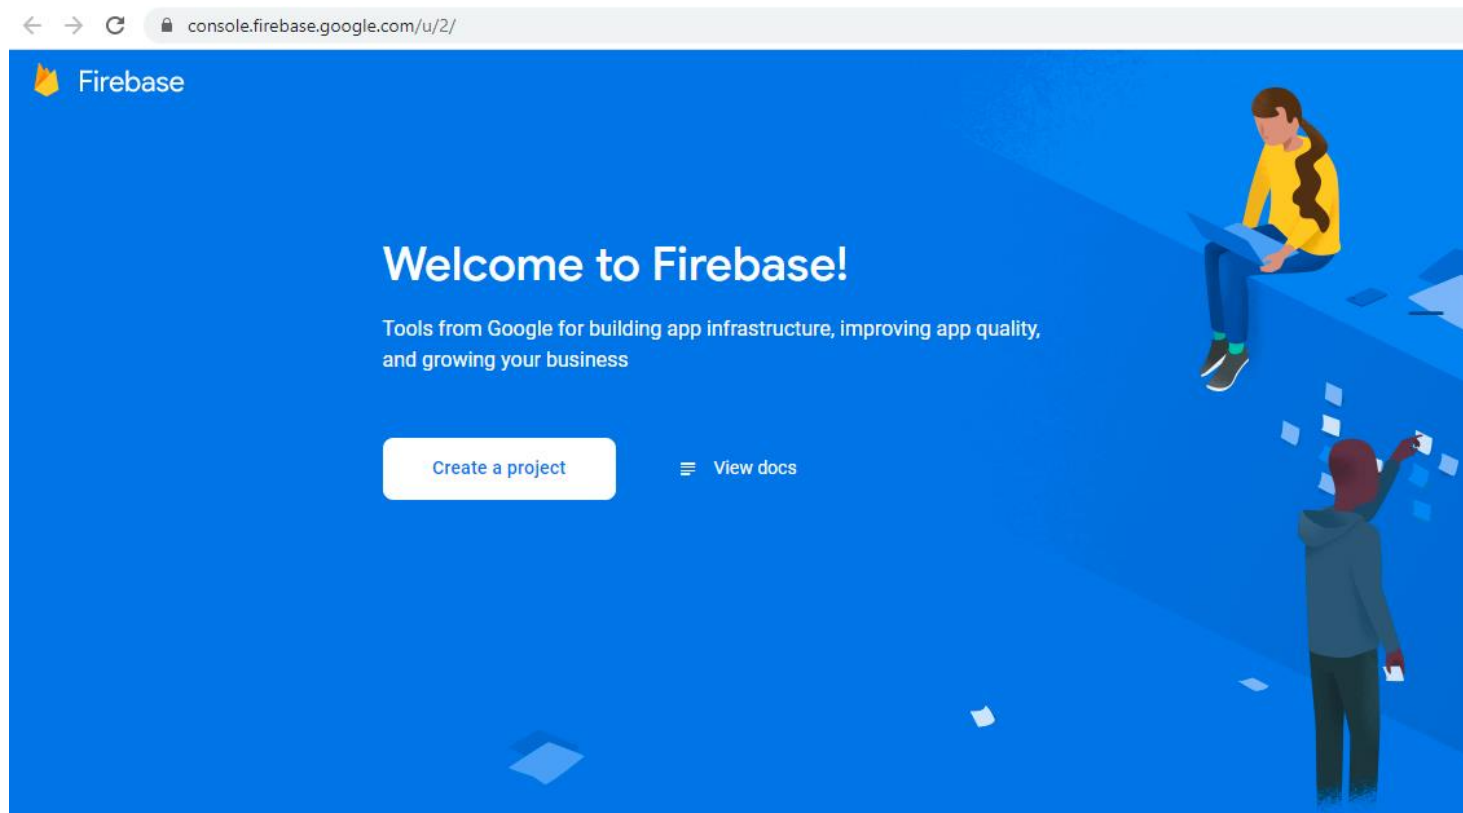 console.firebase.google.com/u/2/
Firebase
Welcome to Firebase!
Tools from Google for building app infrastructure, improving app quality,
and growing your business
Create a project
View docs